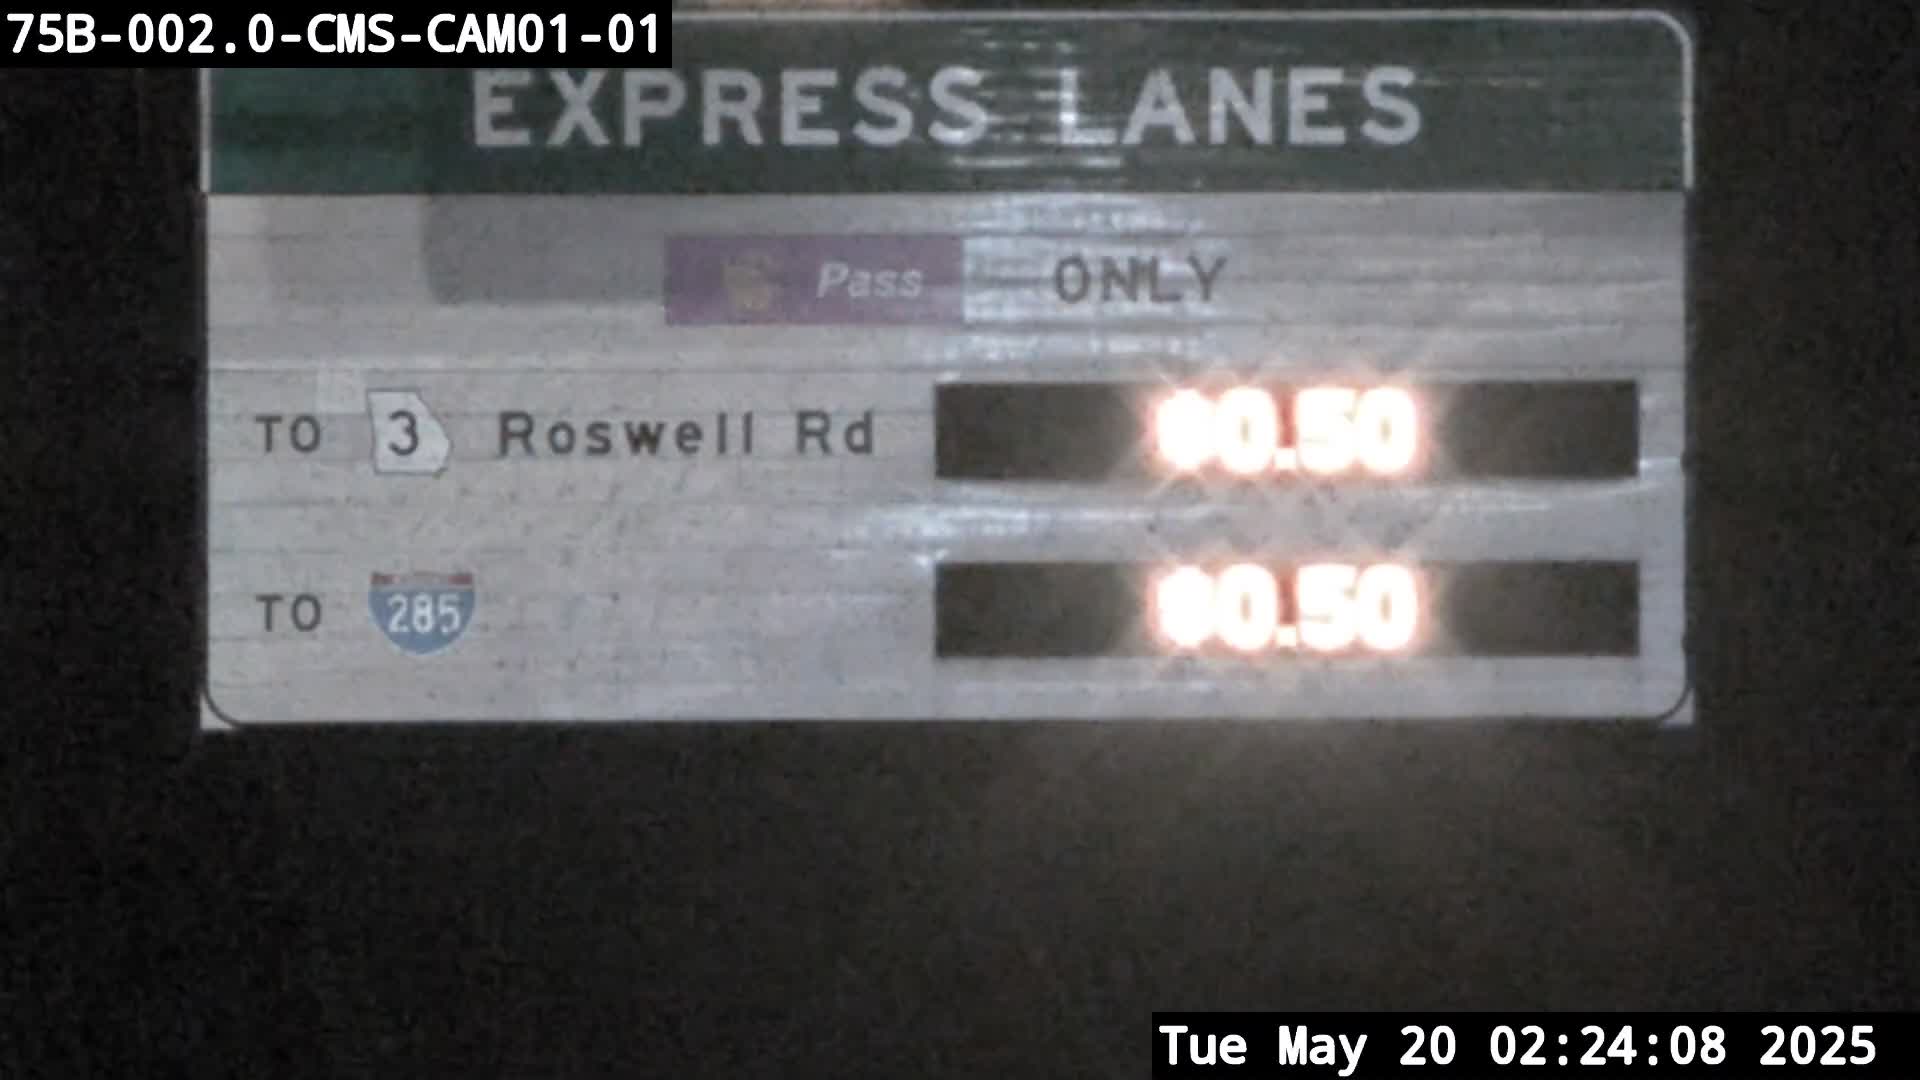 75B-002.0-CMS-CAM01-01
EXPRESS LANES
Pass ONLY
TO 3 Roswell Rd $0.50
TO 285 $0.50
Tue May 20 02:24:08 2025